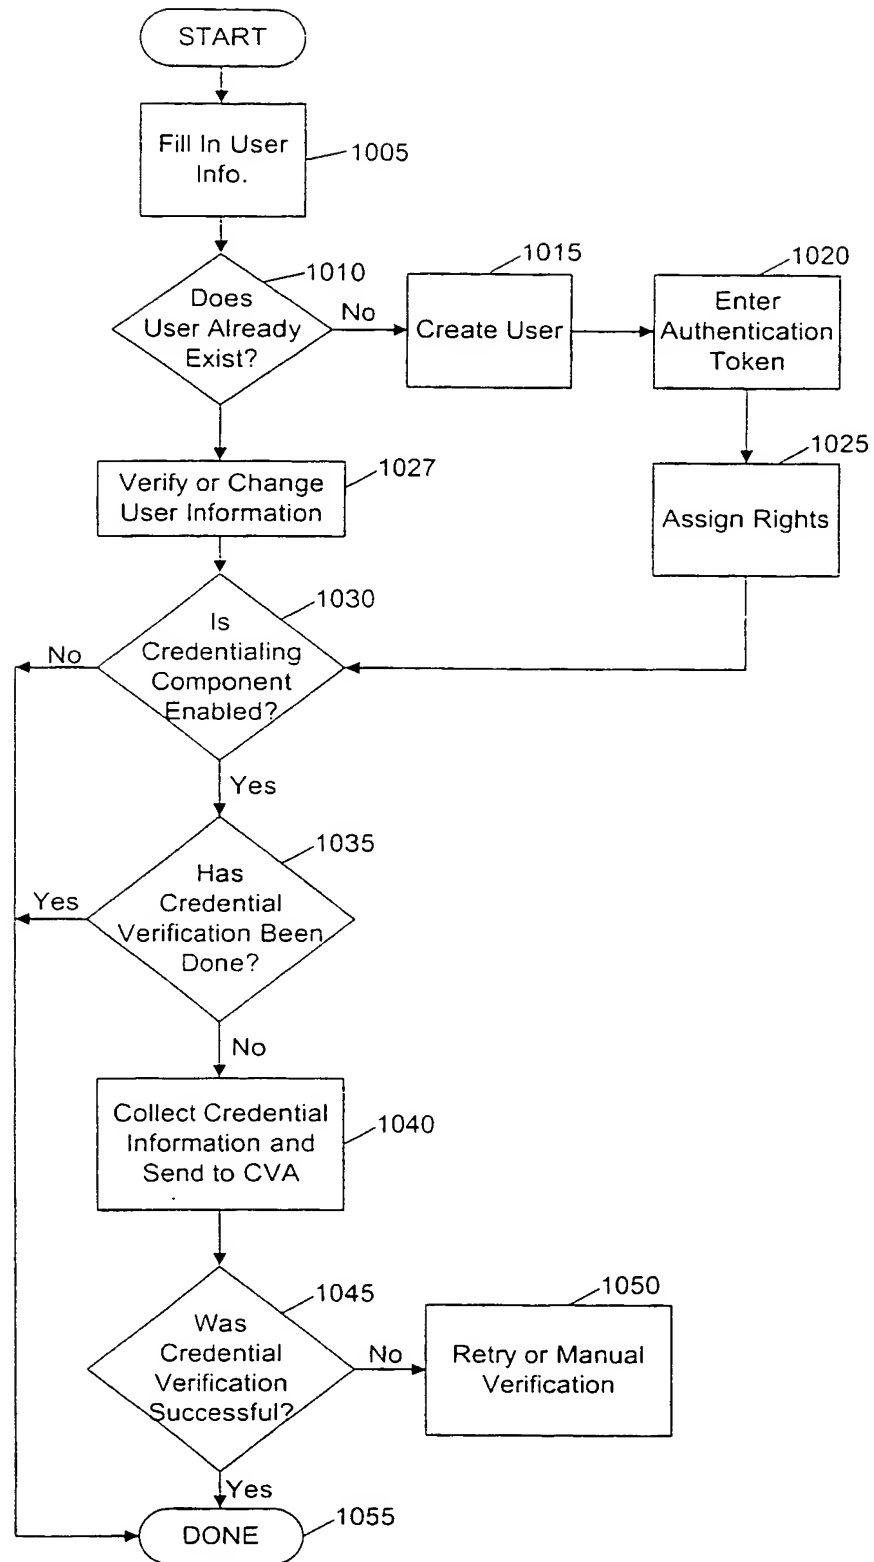 START
Fill In User
Info.
1005
Does
User Already
Exist?
1010
No
Create User
1015
Enter
Authentication
Token
1020
Assign Rights
1025
Verify or Change
User Information
1027
Is
Credentialing
Component
Enabled?
1030
No
Yes
Has
Credential
Verification Been
Done?
1035
Yes
No
Collect Credential
Information and
Send to CVA
1040
Was
Credential
Verification
Successful?
1045
No
Retry or Manual
Verification
1050
Yes
DONE
1055